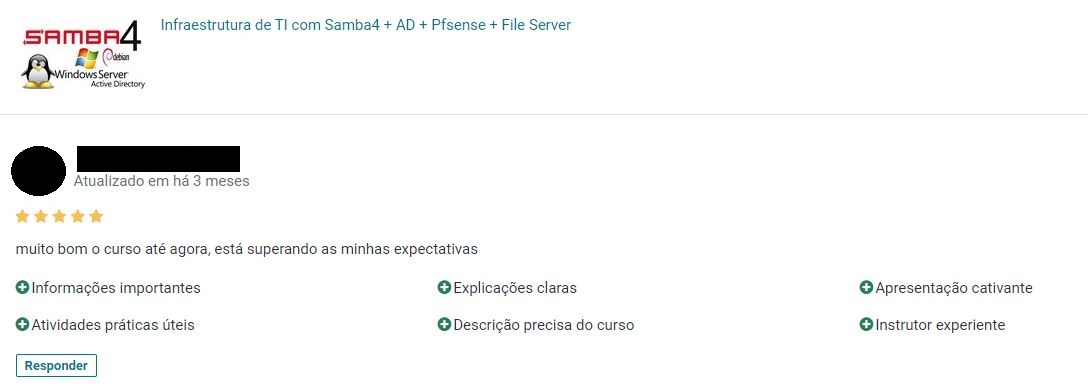 Infraestrutura de TI com Samba4 + AD + Pfsense + File Server
SAMBA4
debian
Windows Server
Active Directory
Atualizado em há 3 meses
muito bom o curso até agora, está superando as minhas expectativas
Informações importantes Explicações claras Apresentação cativante
Atividades práticas úteis Descrição precisa do curso Instrutor experiente
Responder